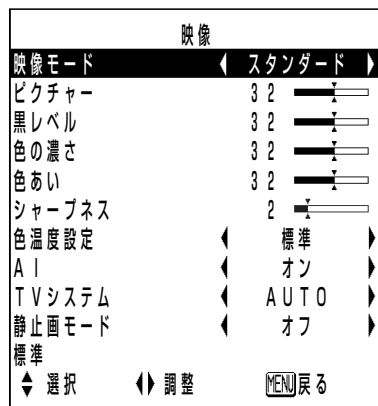 映像
映像モード スタンダード
ピクチャー 32
黒レベル 32
色の濃さ 32
色あい 32
シャープネス 2
色温度設定 標準
AI オン
TVシステム AUTO
静止画モード オフ
標準
選択 調整 MENU戻る